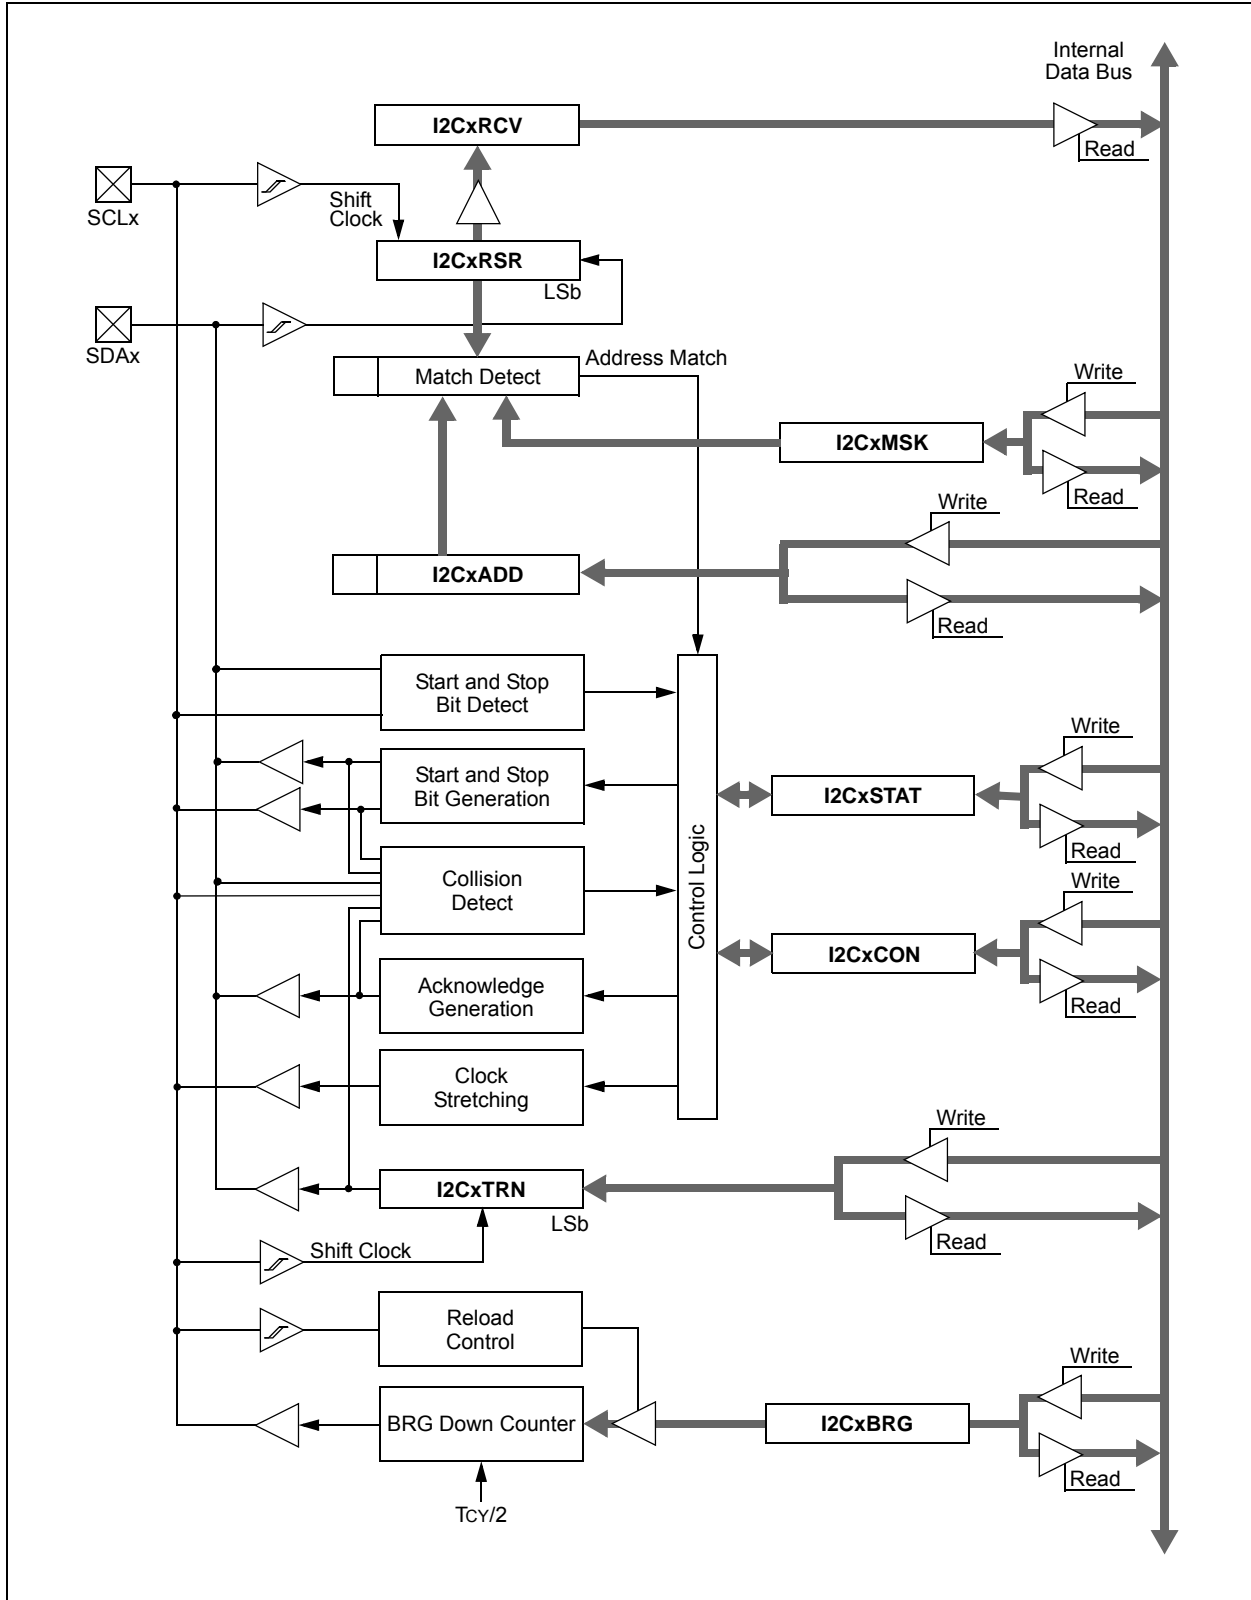 Internal
Data Bus
I2CxRCV
Read
SCLx
Shift
Clock
I2CxRSR
LSb
SDAx
Address Match
Match Detect
Write
I2CxMSK
Read
Write
I2CxADD
Read
Start and Stop
Bit Detect
Write
Start and Stop
Bit Generation
I2CxSTAT
Read
Control Logic
Collision
Detect
Write
I2CxCON
Acknowledge
Generation
Read
Clock
Stretching
Write
I2CxTRN
LSb
Read
Shift Clock
Reload
Control
Write
BRG Down Counter
I2CxBRG
Read
TCY/2